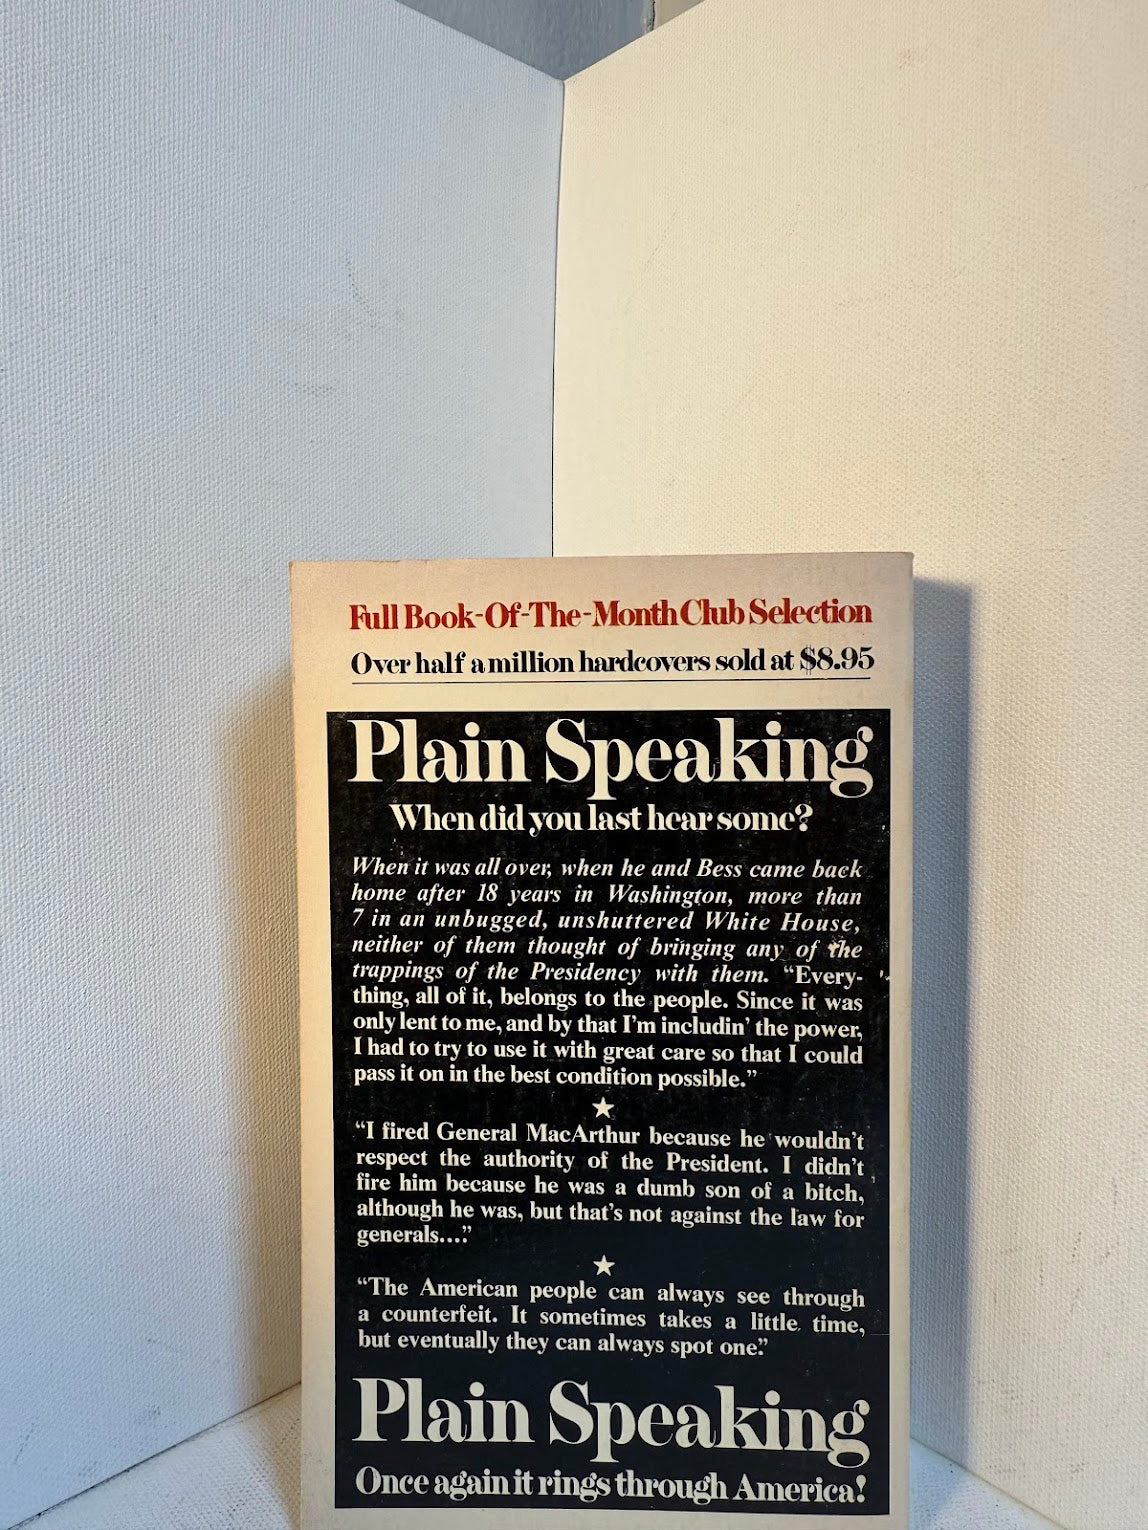 Full Book-Of-The-Month Club Selection
Over half a million hardcovers sold at $8.95
Plain Speaking
When did you last hear some?
When it was all over, when he and Bess came back
home after 18 years in Washington, more than
7 in an unbugged, unshuttered White House,
neither of them thought of bringing any of the
trappings of the Presidency with them. “Every-
thing, all of it, belongs to the people. Since it was
only lent to me, and by that I’m includin’ the power,
I had to try to use it with great care so that I could
pass it on in the best condition possible.”
★
“I fired General MacArthur because he wouldn’t
respect the authority of the President. I didn’t
fire him because he was a dumb son of a bitch,
although he was, but that’s not against the law for
generals...”
★
“The American people can always see through
a counterfeit. It sometimes takes a little time,
but eventually they can always spot one.”
Plain Speaking
Once again it rings through America!